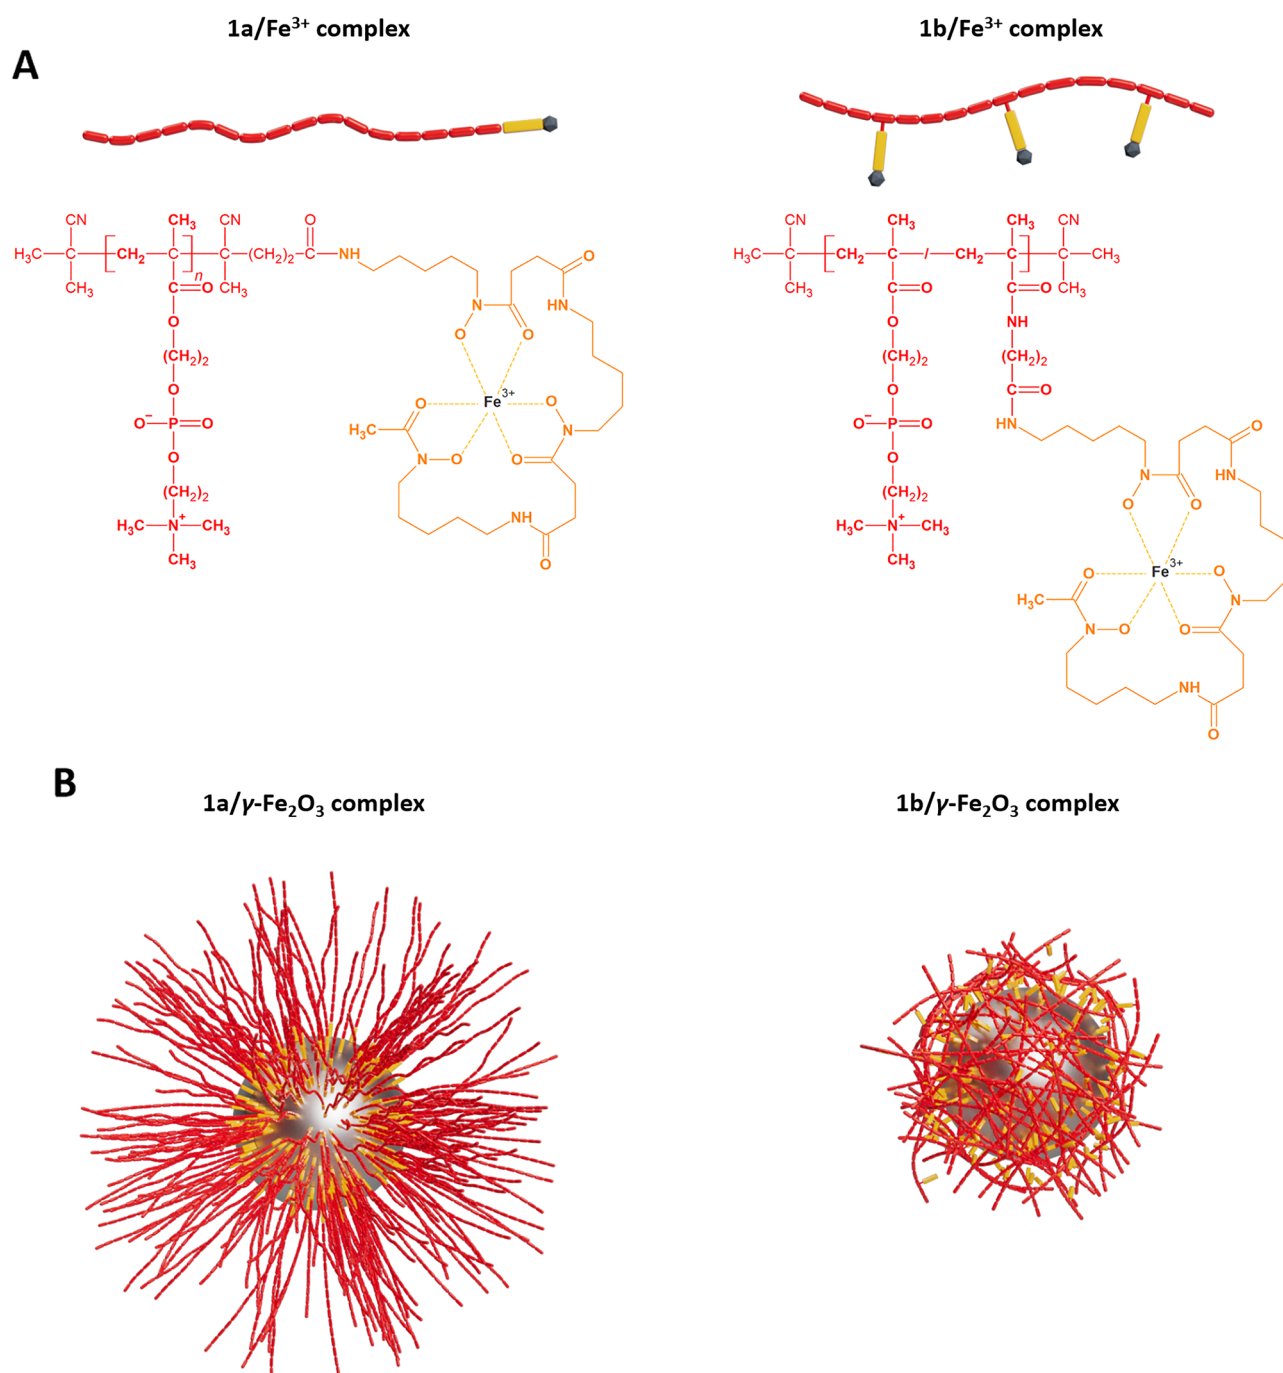 1a/Fe³⁺ complex
1b/Fe³⁺ complex
A
CN
CH₃
CN
O
H₃C
C
CH₂
C
n
C
(CH₂)₂
C
NH
CH₃
C
O
CH₃
O
(CH₂)₂
O
O⁻
P
O
O
(CH₂)₂
H₃C
N⁺
CH₃
CH₃
N
O
O
O
HN
Fe³⁺
O
O
H₃C
N
N
O
O
NH
O
CN
CH₃
CH₃
CN
H₃C
C
CH₂
C
/
CH₂
C
C
CH₃
CH₃
C
O
C
O
CH₃
O
NH
(CH₂)₂
(CH₂)₂
O
C
O
O⁻
P
O
HN
O
O
(CH₂)₂
N
HN
H₃C
N⁺
CH₃
O
O
CH₃
Fe³⁺
O
O
H₃C
N
N
O
O
NH
O
B
1a/γ-Fe₂O₃ complex
1b/γ-Fe₂O₃ complex